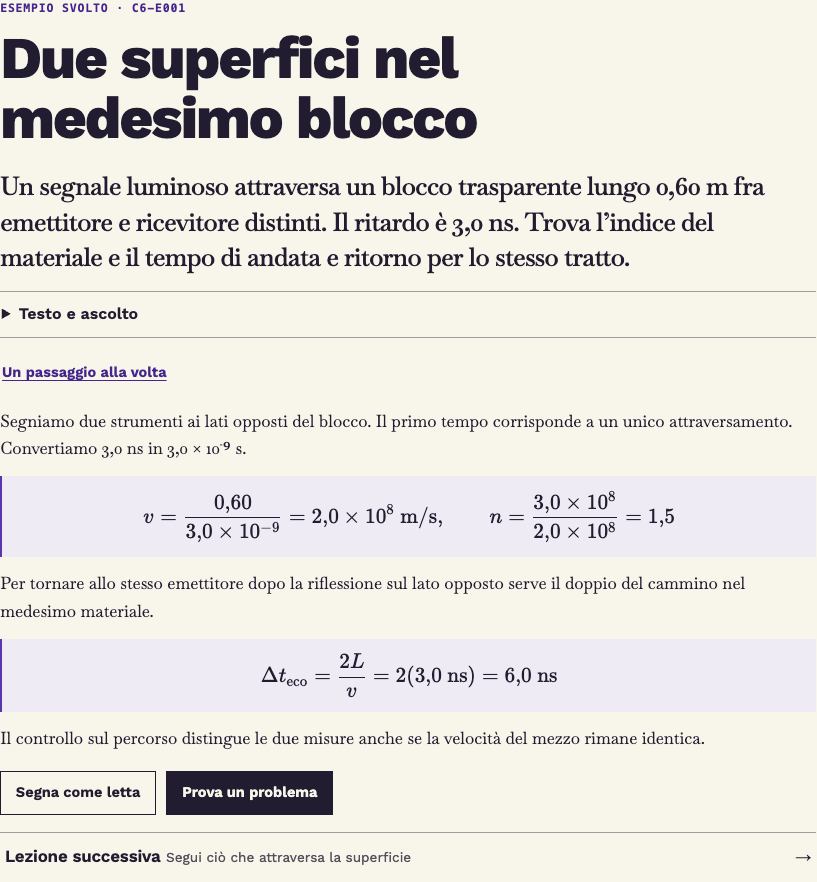 ESEMPIO SVOLTO · C6–E001
Due superfici nel
medesimo blocco
Un segnale luminoso attraversa un blocco trasparente lungo 0,60 m fra
emettitore e ricevitore distinti. Il ritardo è 3,0 ns. Trova l’indice del
materiale e il tempo di andata e ritorno per lo stesso tratto.
▶ Testo e ascolto
Un passaggio alla volta
Segniamo due strumenti ai lati opposti del blocco. Il primo tempo corrisponde a un unico attraversamento.
Convertiamo 3,0 ns in 3,0 × 10⁻⁹ s.
v = 0,60 / (3,0 × 10⁻⁹) = 2,0 × 10⁸ m/s, n = (3,0 × 10⁸) / (2,0 × 10⁸) = 1,5
Per tornare allo stesso emettitore dopo la riflessione sul lato opposto serve il doppio del cammino nel
medesimo materiale.
Δt_eco = 2L / v = 2(3,0 ns) = 6,0 ns
Il controllo sul percorso distingue le due misure anche se la velocità del mezzo rimane identica.
Segna come letta Prova un problema
Lezione successiva Segui ciò che attraversa la superficie →